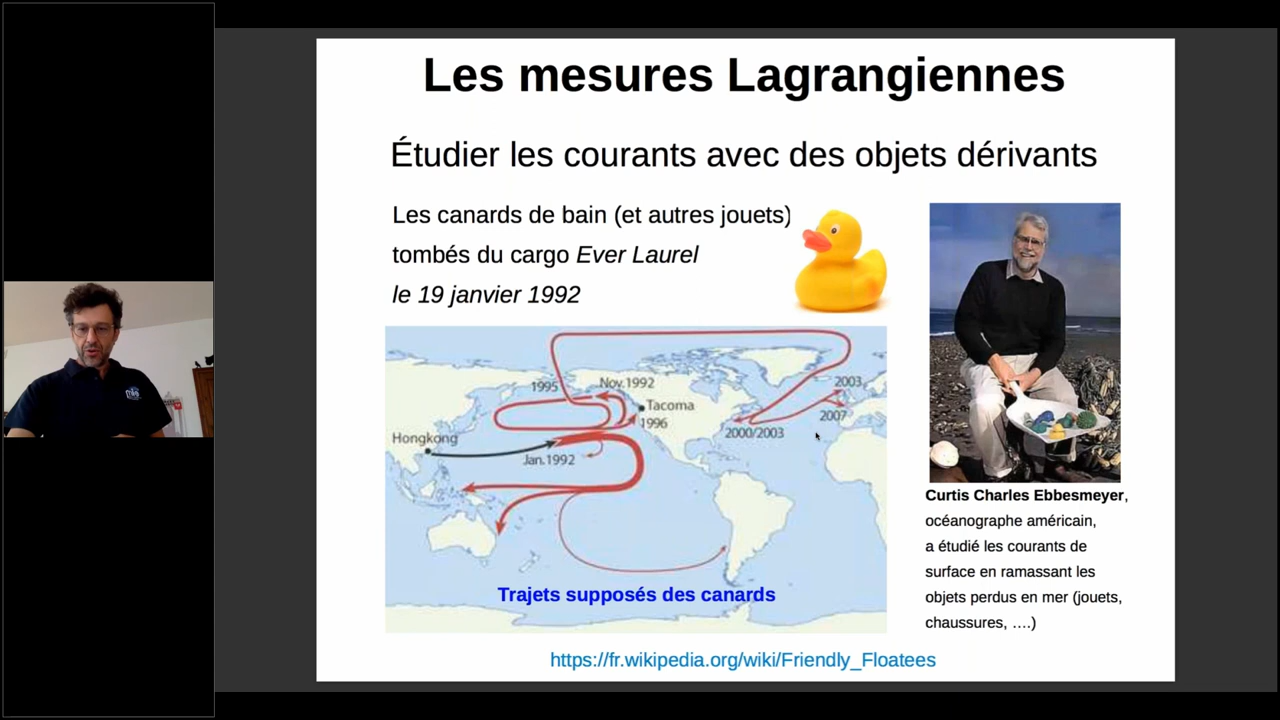 Les mesures Lagrangiennes
Étudier les courants avec des objets dérivants
Les canards de bain (et autres jouets)
tombés du cargo Ever Laurel
le 19 janvier 1992
1995
Nov.1992
Tacoma
1996
Hongkong
Jan.1992
2003
2007
2000/2003
Trajets supposés des canards
Curtis Charles Ebbesmeyer,
océanographe américain,
a étudié les courants de
surface en ramassant les
objets perdus en mer (jouets,
chaussures, ….)
https://fr.wikipedia.org/wiki/Friendly_Floatees